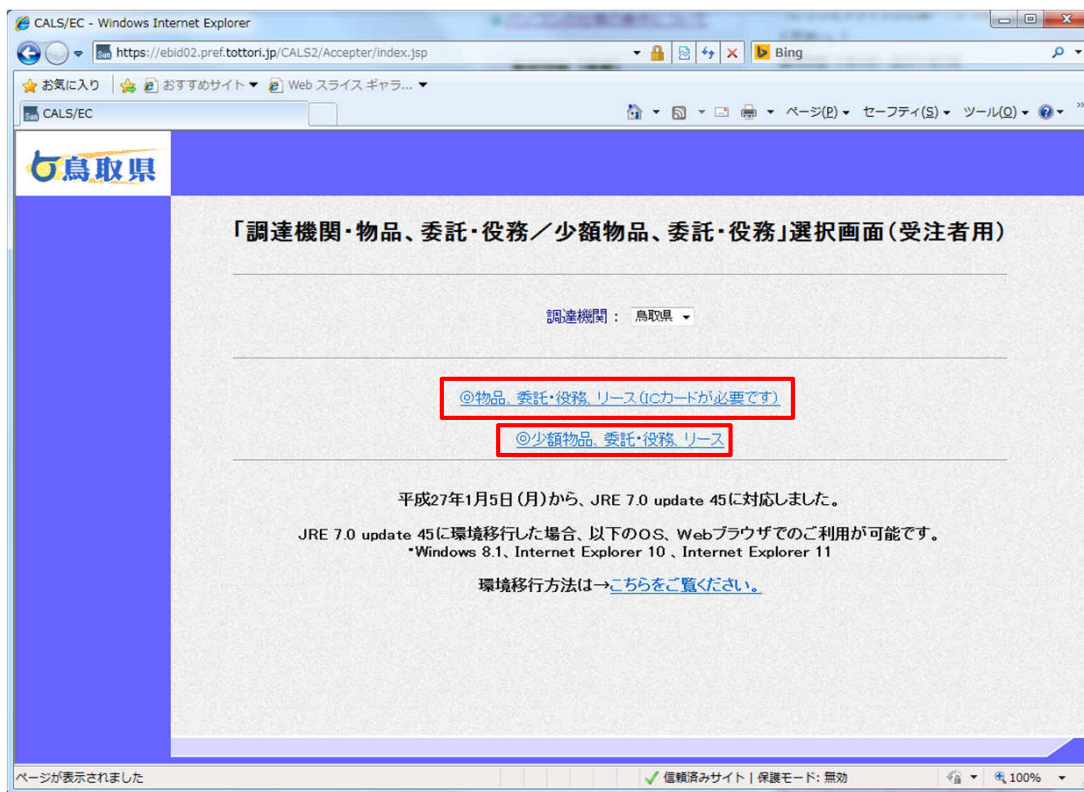 CALS/EC - Windows Internet Explorer
https://ebid02.pref.tottori.jp/CALS2/Accepter/index.jsp
Bing
お気に入り
おすすめサイト
Web スライス ギャラ...
CALS/EC
ページ(P)
セーフティ(S)
ツール(O)
鳥取県
「調達機関・物品、委託・役務／少額物品、委託・役務」選択画面(受注者用)
調達機関： 鳥取県
◎物品、委託・役務、リース(ICカードが必要です)
◎少額物品、委託・役務、リース
平成27年1月5日(月)から、JRE 7.0 update 45に対応しました。
JRE 7.0 update 45に環境移行した場合、以下のOS、Webブラウザでのご利用が可能です。
・Windows 8.1、Internet Explorer 10 、Internet Explorer 11
環境移行方法は→こちらをご覧ください。
ページが表示されました
信頼済みサイト | 保護モード: 無効
100%